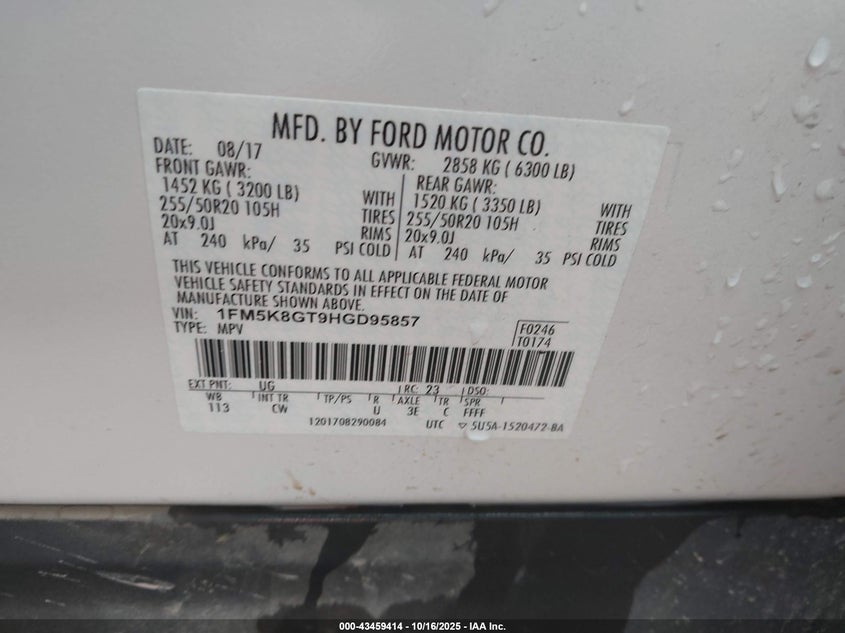 MFD. BY FORD MOTOR CO.
DATE: 08/17 GVWR: 2858 KG ( 6300 LB)
FRONT GAWR: REAR GAWR:
1452 KG ( 3200 LB) WITH 1520 KG ( 3350 LB) WITH
255/50R20 105H TIRES 255/50R20 105H TIRES
20x9.0J RIMS 20x9.0J RIMS
AT 240 kPa/ 35 PSI COLD AT 240 kPa/ 35 PSI COLD
THIS VEHICLE CONFORMS TO ALL APPLICABLE FEDERAL MOTOR
VEHICLE SAFETY STANDARDS IN EFFECT ON THE DATE OF
MANUFACTURE SHOWN ABOVE.
VIN: 1FM5K8GT9HGD95857 F0246
TYPE: MPV T0174
EXT PNT: UG RC: 23 DSO:
WB INT TR TP/PS R AXLE TR SPR
113 CW U 3E C FFFF
1201708290084 UTC ▽ 5U5A-1520472-BA
000-43459414 - 10/16/2025 - IAA Inc.